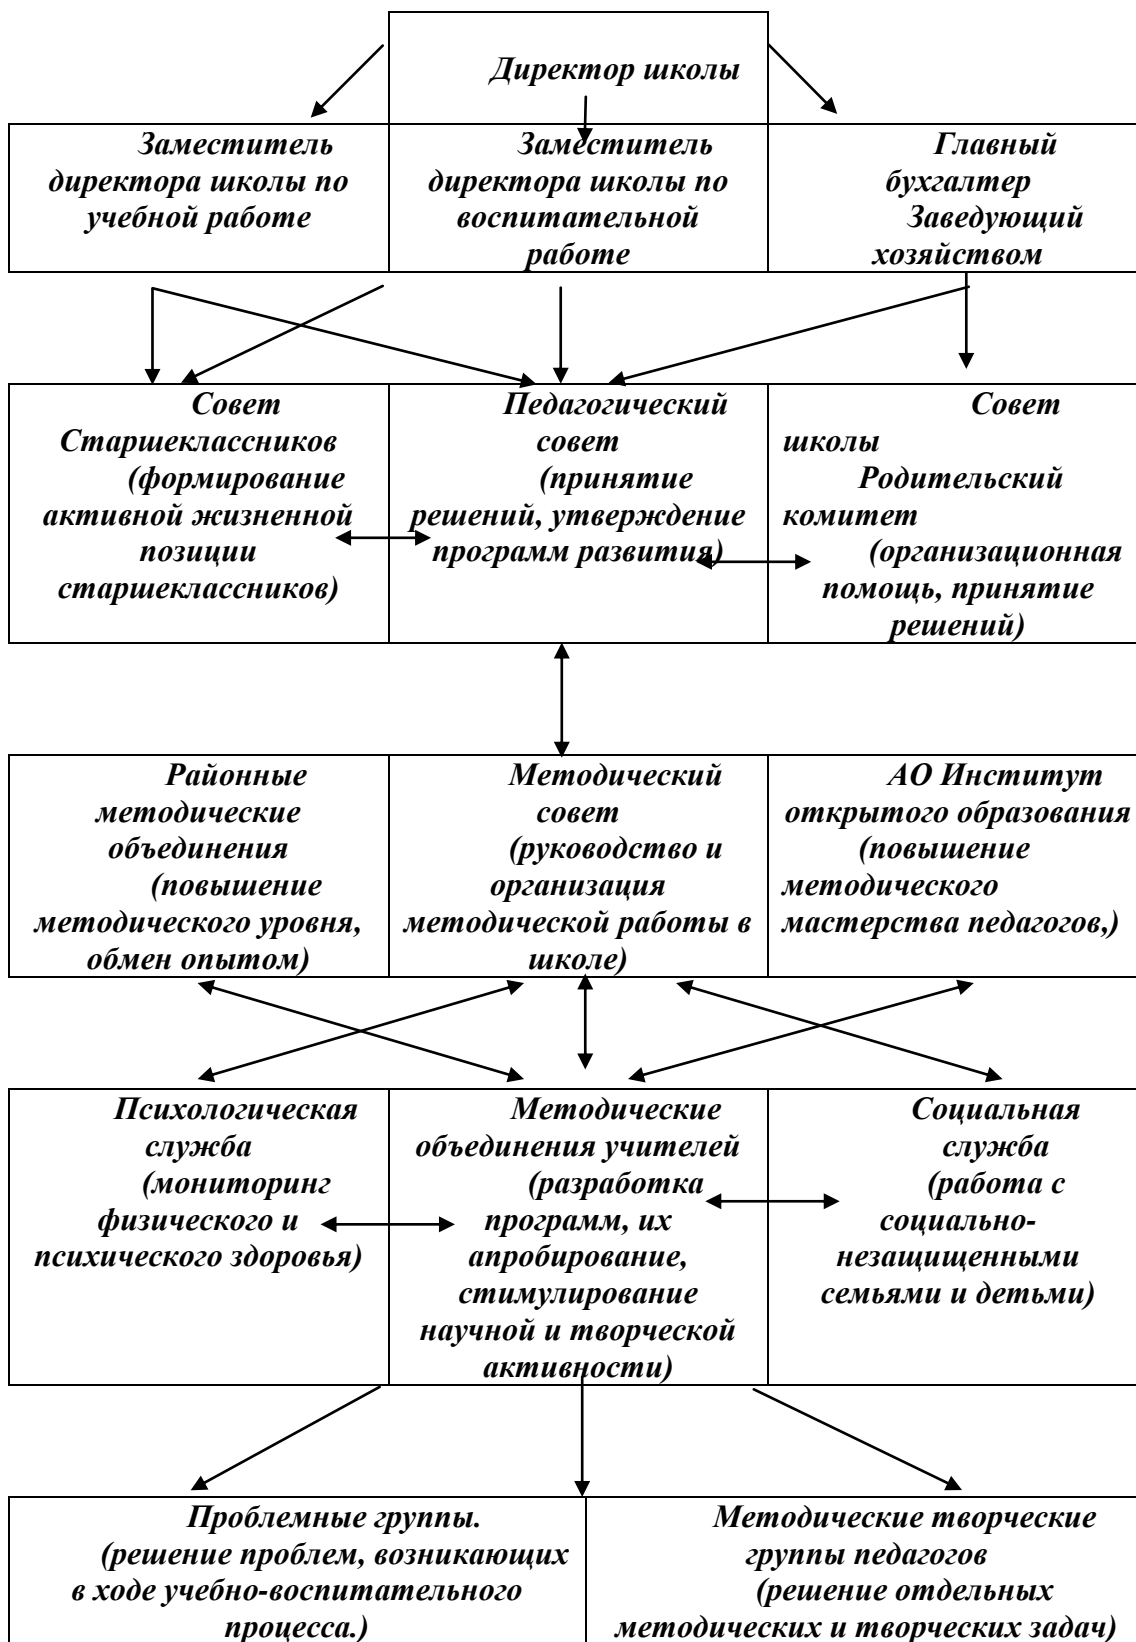 Директор школы
Заместитель
директора школы по
учебной работе
Заместитель
директора школы по
воспитательной
работе
Главный
бухгалтер
Заведующий
хозяйством
Совет
Старшеклассников
(формирование
активной жизненной
позиции
старшеклассников)
Педагогический
совет
(принятие
решений, утверждение
программ развития)
Совет
школы
Родительский
комитет
(организационная
помощь, принятие
решений)
Районные
методические
объединения
(повышение
методического уровня,
обмен опытом)
Методический
совет
(руководство и
организация
методической работы в
школе)
АО Институт
открытого образования
(повышение
методического
мастерства педагогов,)
Психологическая
служба
(мониторинг
физического и
психического здоровья)
Методические
объединения учителей
(разработка
программ, их
апробирование,
стимулирование
научной и творческой
активности)
Социальная
служба
(работа с
социально-
незащищенными
семьями и детьми)
Проблемные группы.
(решение проблем, возникающих
в ходе учебно-воспитательного
процесса.)
Методические творческие
группы педагогов
(решение отдельных
методических и творческих задач)